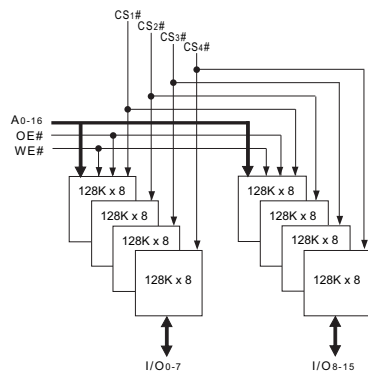 CS1#
CS2#
CS3#
CS4#
A0-16
OE#
WE#
128K x 8
128K x 8
128K x 8
128K x 8
128K x 8
128K x 8
128K x 8
128K x 8
I/O0-7
I/O8-15